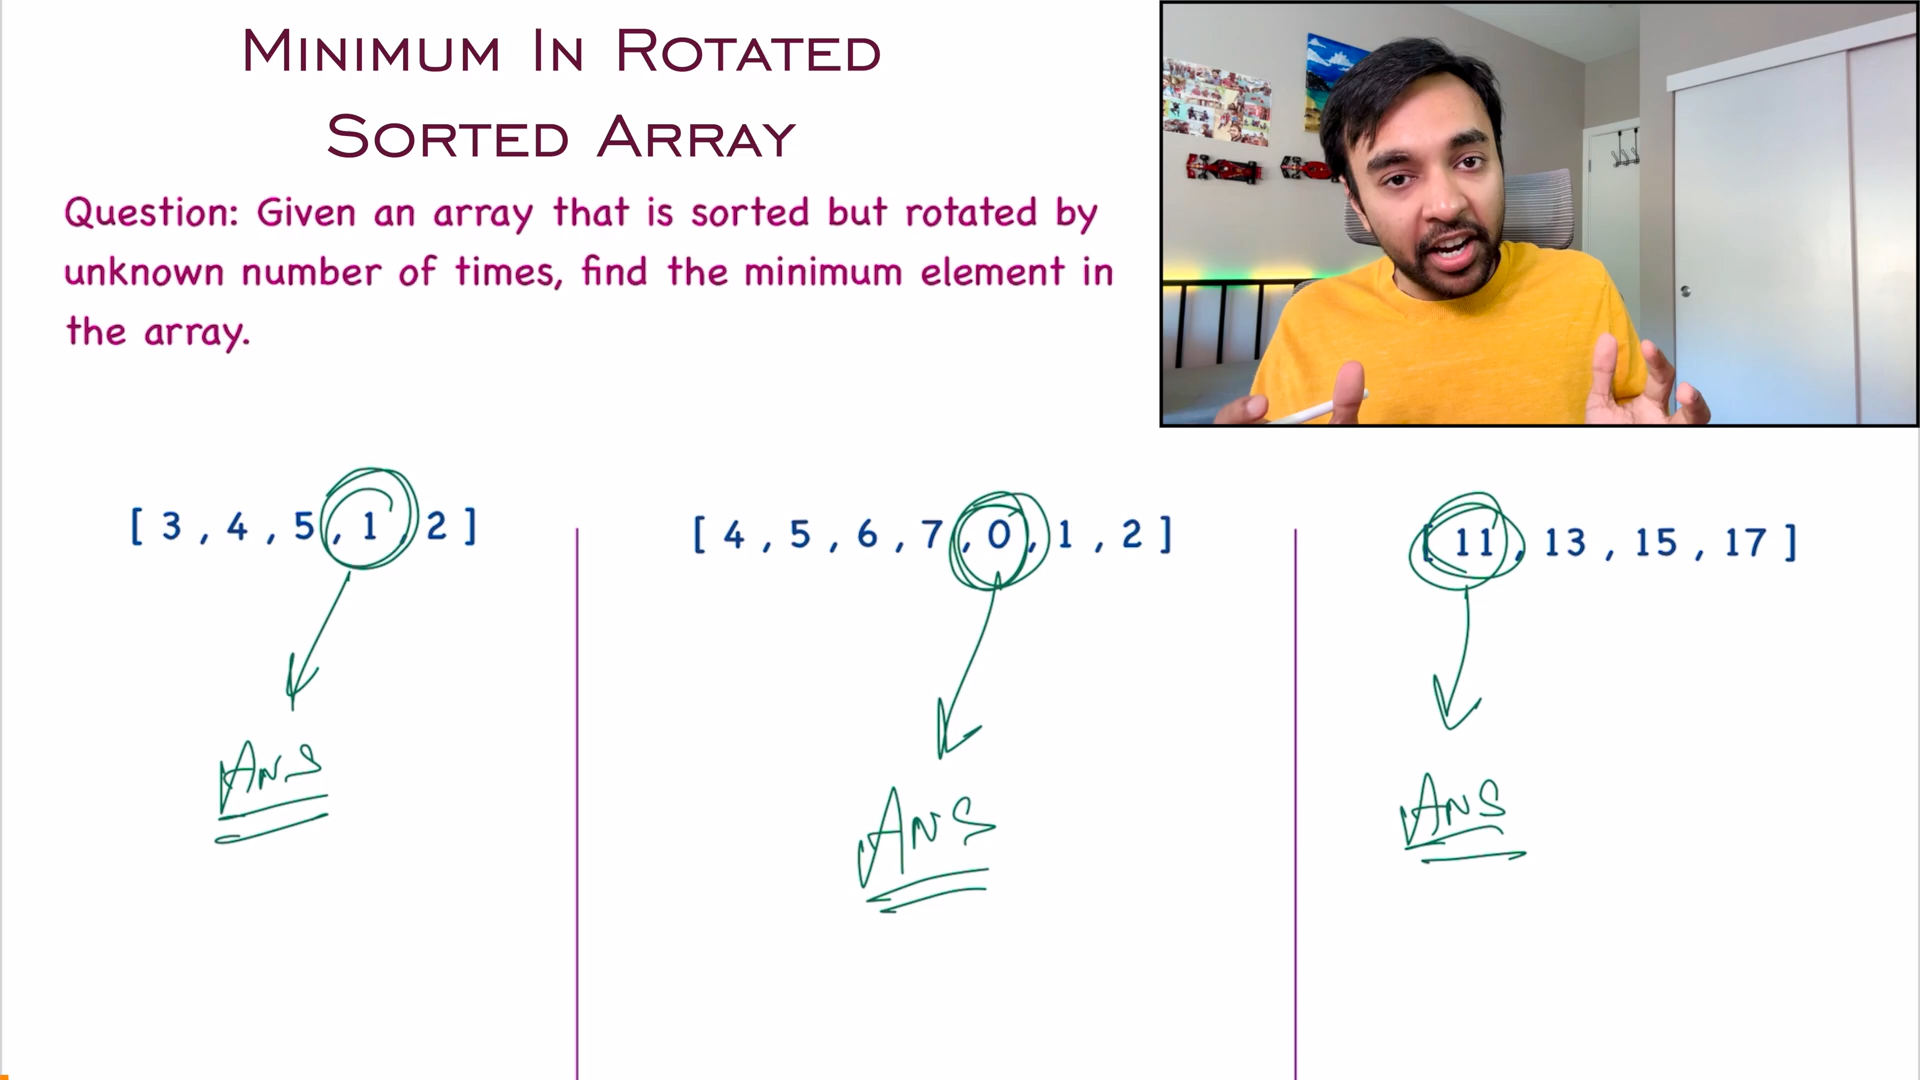 MINIMUM IN ROTATED
SORTED ARRAY
Question: Given an array that is sorted but rotated by
unknown number of times, find the minimum element in
the array.
[ 3 , 4 , 5 , 1 , 2 ]
[ 4 , 5 , 6 , 7 , 0 , 1 , 2 ]
[ 11 , 13 , 15 , 17 ]
Ans
Ans
Ans